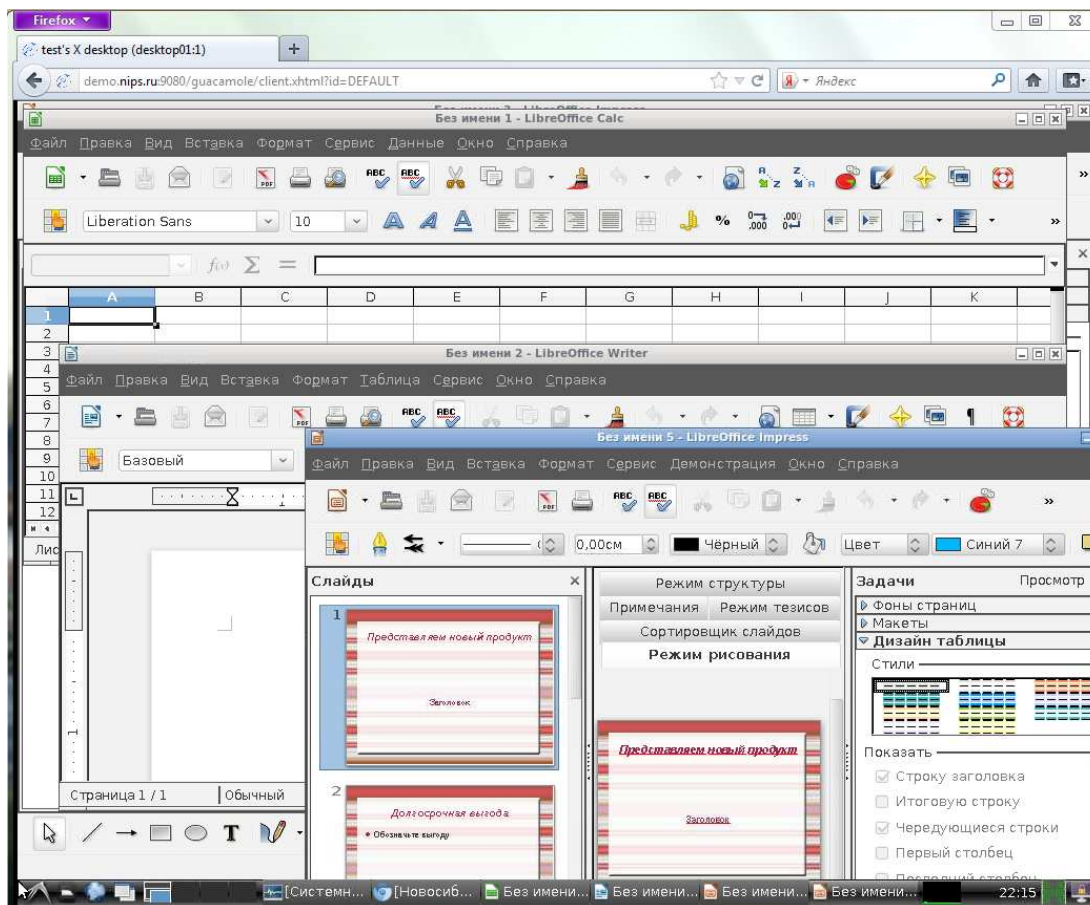 Firefox
test's X desktop (desktop01:1)
demo.nips.ru:9080/guacamole/client.xhtml?id=DEFAULT
Яндекс
Без имени 1 - LibreOffice Calc
Файл Правка Вид Вставка Формат Сервис Данные Окно Справка
Liberation Sans 10
A B C D E F G H I J K
1
2
3
Без имени 2 - LibreOffice Writer
4
5
Файл Правка Вид Вставка Формат Таблица Сервис Окно Справка
6
7
8
Без имени 5 - LibreOffice Impress
9
Базовый
Файл Правка Вид Вставка Формат Сервис Демонстрация Окно Справка
10
11
12
0,00см Чёрный Цвет Синий 7
Лис
Слайды
Режим структуры
Задачи Просмотр
Примечания Режим тезисов
Фоны страниц
Сортировщик слайдов
Макеты
Режим рисования
Дизайн таблицы
Стили
1
Представляем новый продукт
Заголовок
Представляем новый продукт
Заголовок
Показать
Строку заголовка
Итоговую строку
Чередующиеся строки
Первый столбец
Последний столбец
Страница 1 / 1 Обычный
2
Долгосрочная выгода
Обозначьте выгоду
[Системн... [Новосиб... Без имени... Без имени... Без имени... Без имени... 22:15